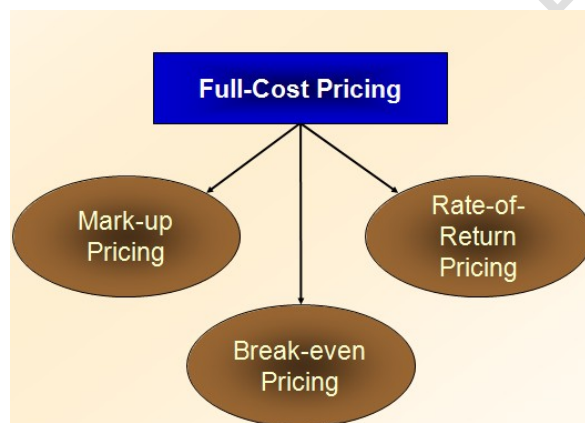 Full-Cost Pricing
Mark-up
Pricing
Rate-of-
Return
Pricing
Break-even
Pricing